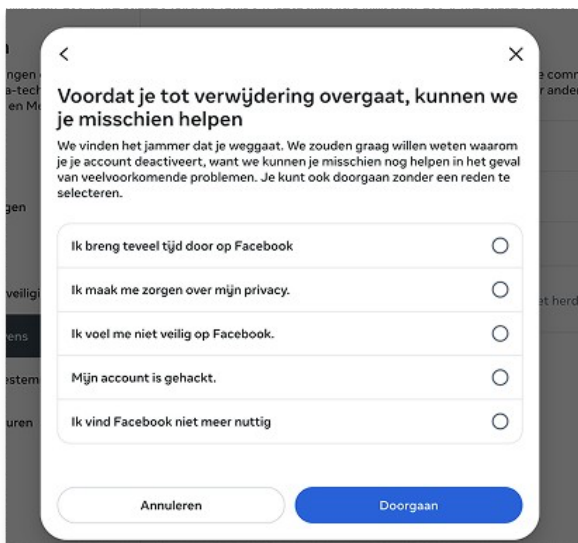 Voordat je tot verwijdering overgaat, kunnen we
je misschien helpen
We vinden het jammer dat je weggaat. We zouden graag willen weten waarom
je je account deactiveert, want we kunnen je misschien nog helpen in het geval
van veelvoorkomende problemen. Je kunt ook doorgaan zonder een reden te
selecteren.
Ik breng teveel tijd door op Facebook
Ik maak me zorgen over mijn privacy.
Ik voel me niet veilig op Facebook.
Mijn account is gehackt.
Ik vind Facebook niet meer nuttig
Annuleren
Doorgaan